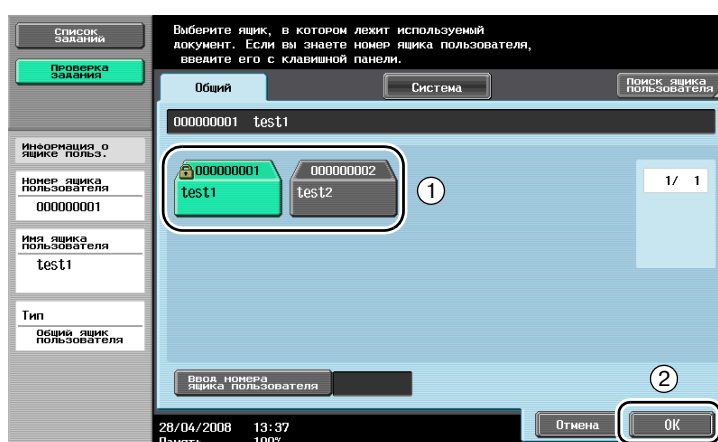 Список
заданий
Проверка
задания
Информация о
ящике польз.
Номер ящика
пользователя
000000001
Имя ящика
пользователя
test1
Тип
Общий ящик
пользователя
Выберите ящик, в котором лежит используемый
документ. Если вы знаете номер ящика пользователя,
введите его с клавишной панели.
Общий
Система
Поиск ящика
пользователя
000000001 test1
000000001
test1
000000002
test2
1
1/ 1
Ввод номера
ящика пользователя
2
Отмена
OK
28/04/2008 13:37
Память 100%